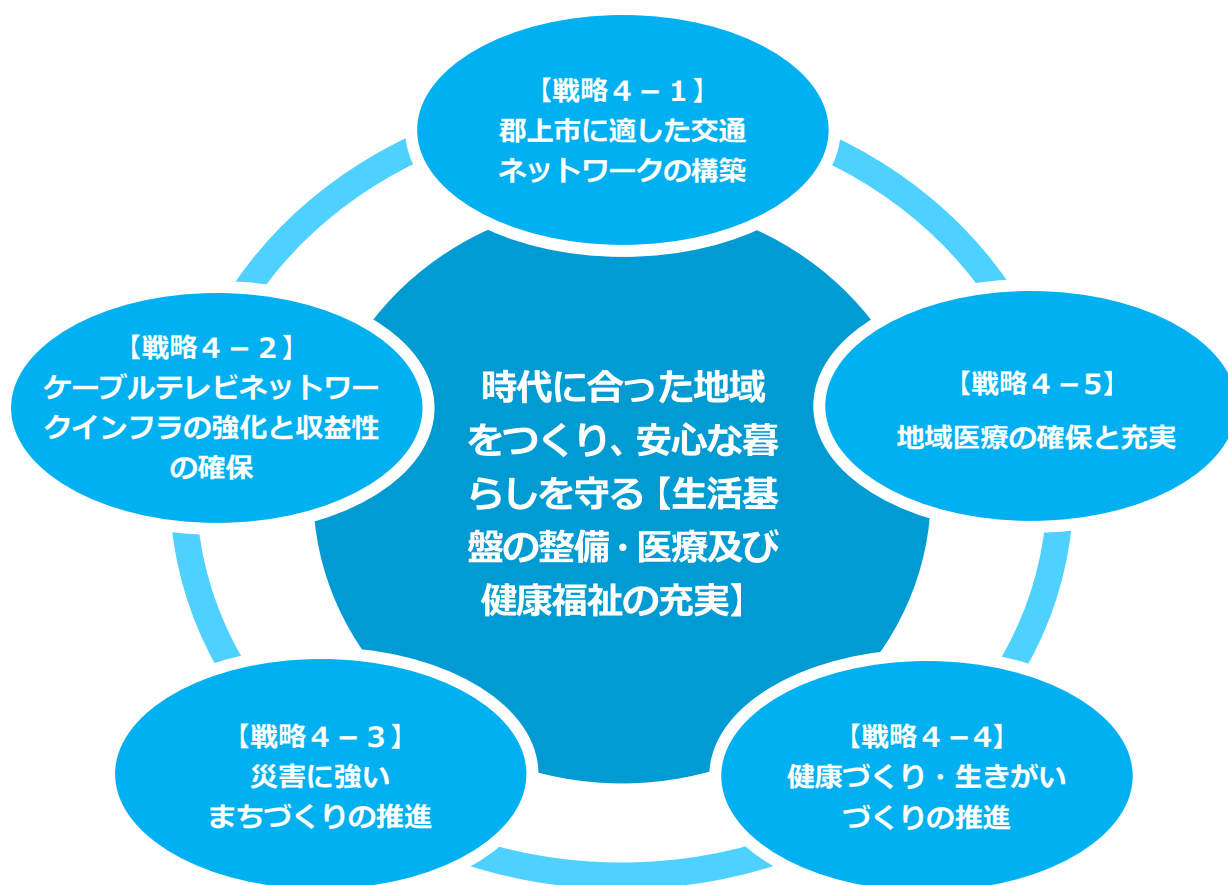 【戦略４－１】
郡上市に適した交通
ネットワークの構築
【戦略４－２】
ケーブルテレビネットワー
クインフラの強化と収益性
の確保
時代に合った地域
をつくり、安心な暮
らしを守る【生活基
盤の整備・医療及び
健康福祉の充実】
【戦略４－5】
地域医療の確保と充実
【戦略４－３】
災害に強い
まちづくりの推進
【戦略４－4】
健康づくり・生きがい
づくりの推進